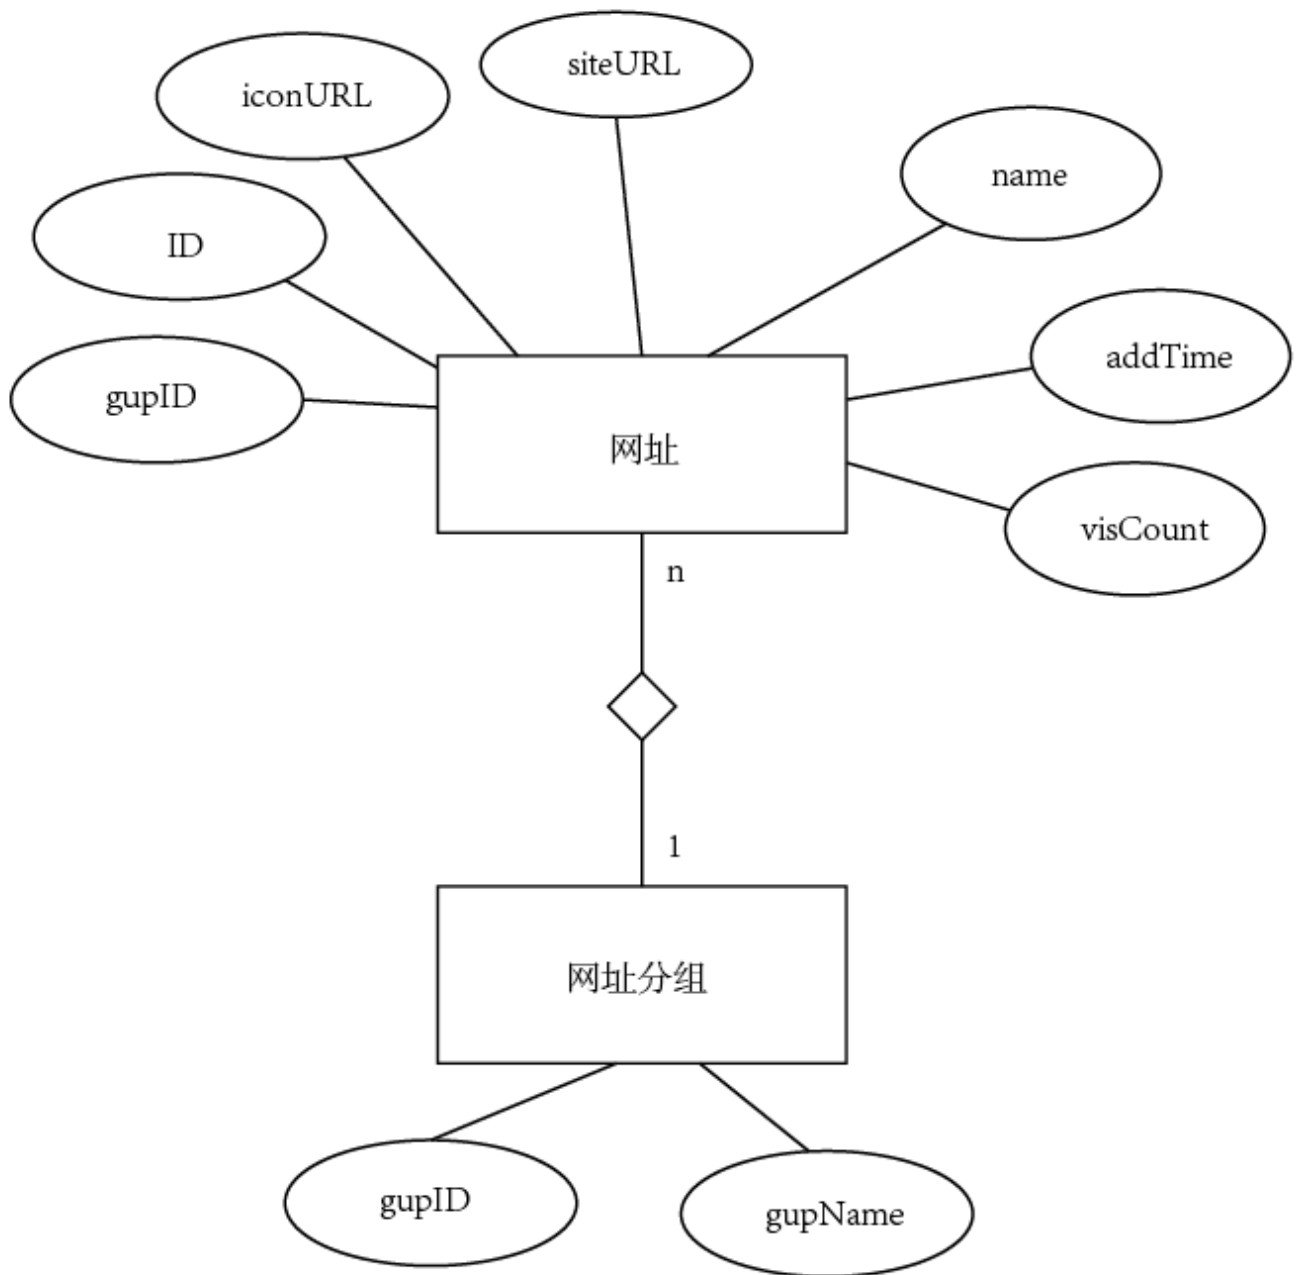 siteURL
iconURL
name
ID
addTime
gupID
网址
visCount
n
1
网址分组
gupID
gupName